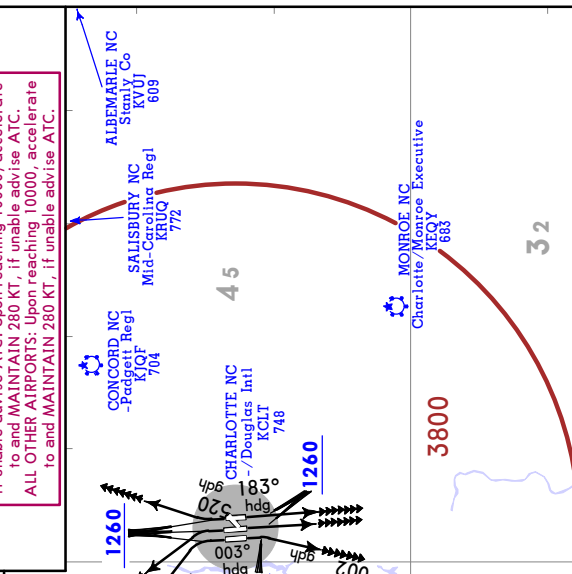 to and MAINTAIN 280 KT, if unable advise ATC.
ALL OTHER AIRPORTS: Upon reaching 10000, accelerate
to and MAINTAIN 280 KT, if unable advise ATC.
ALBEMARLE NC
Stanly Co
KVUJ
609
SALISBURY NC
Mid-Carolina Regl
KRUQ
772
CONCORD NC
-Padgett Regl
KJQF
704
CHARLOTTE NC
-/Douglas Intl
KCLT
748
MONROE NC
Charlotte/Monroe Executive
KEQY
683
45
32
3800
1260
1260
520
hdg
183°
hdg
003°
hdg
002
hdg